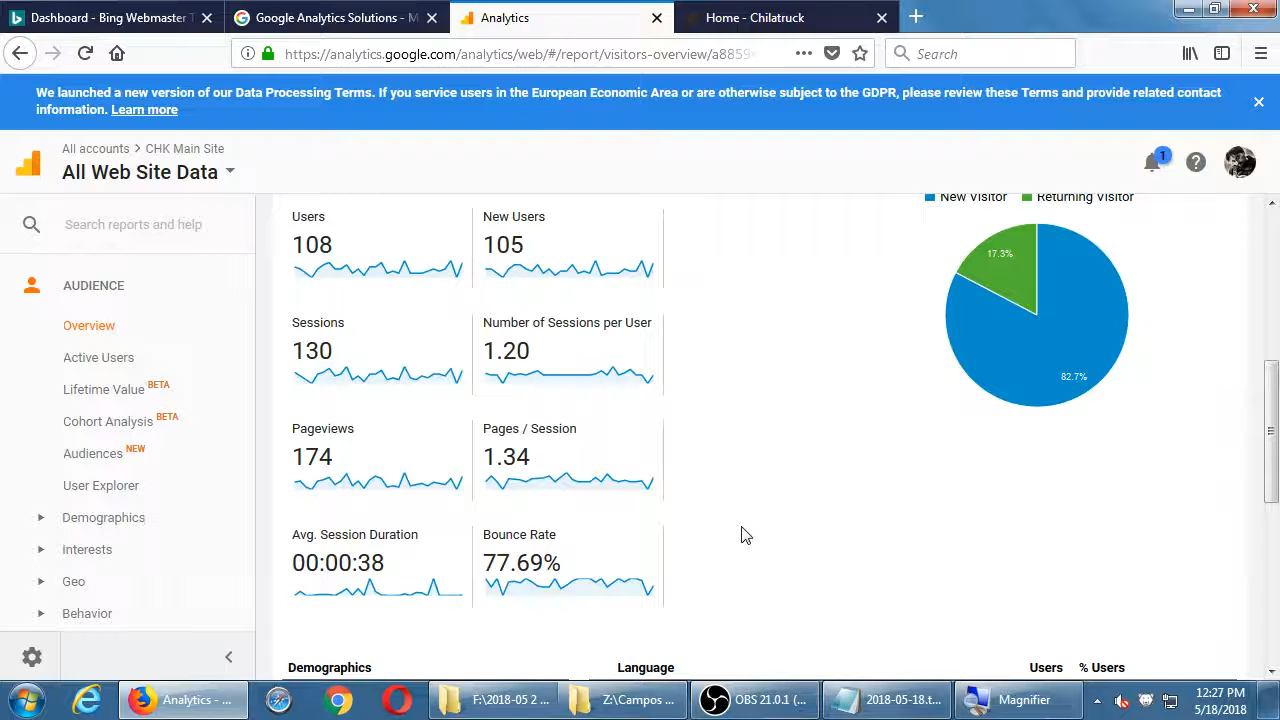 Dashboard - Bing Webmaster T
Google Analytics Solutions - M
Analytics
Home - Chilatruck
https://analytics.google.com/analytics/web/#/report/visitors-overview/a8859
Search
We launched a new version of our Data Processing Terms. If you service users in the European Economic Area or are otherwise subject to the GDPR, please review these Terms and provide related contact
information. Learn more
All accounts > CHK Main Site
All Web Site Data
1
Search reports and help
AUDIENCE
Overview
Active Users
Lifetime Value BETA
Cohort Analysis BETA
Audiences NEW
User Explorer
Demographics
Interests
Geo
Behavior
New Visitor
Returning Visitor
Users
108
New Users
105
Sessions
130
Number of Sessions per User
1.20
Pageviews
174
Pages / Session
1.34
Avg. Session Duration
00:00:38
Bounce Rate
77.69%
17.3%
82.7%
Demographics
Language
Users
% Users
Analytics - ...
F:\2018-05 2 ...
Z:\Campos ...
OBS 21.0.1 (...
2018-05-18.t...
Magnifier
12:27 PM
5/18/2018